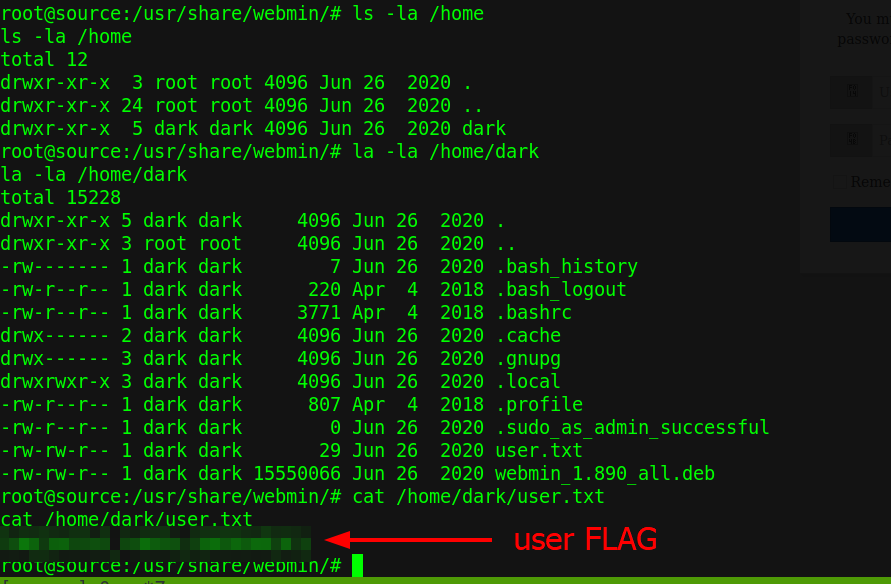 root@source:/usr/share/webmin/# ls -la /home
ls -la /home
total 12
drwxr-xr-x  3 root root 4096 Jun 26  2020 .
drwxr-xr-x 24 root root 4096 Jun 26  2020 ..
drwxr-xr-x  5 dark dark 4096 Jun 26  2020 dark
root@source:/usr/share/webmin/# la -la /home/dark
la -la /home/dark
total 15228
drwxr-xr-x 5 dark dark     4096 Jun 26  2020 .
drwxr-xr-x 3 root root     4096 Jun 26  2020 ..
-rw------- 1 dark dark        7 Jun 26  2020 .bash_history
-rw-r--r-- 1 dark dark      220 Apr  4  2018 .bash_logout
-rw-r--r-- 1 dark dark     3771 Apr  4  2018 .bashrc
drwx------ 2 dark dark     4096 Jun 26  2020 .cache
drwx------ 3 dark dark     4096 Jun 26  2020 .gnupg
drwxrwxr-x 3 dark dark     4096 Jun 26  2020 .local
-rw-r--r-- 1 dark dark      807 Apr  4  2018 .profile
-rw-r--r-- 1 dark dark        0 Jun 26  2020 .sudo_as_admin_successful
-rw-rw-r-- 1 dark dark       29 Jun 26  2020 user.txt
-rw-rw-r-- 1 dark dark 15550066 Jun 26  2020 webmin_1.890_all.deb
root@source:/usr/share/webmin/# cat /home/dark/user.txt
cat /home/dark/user.txt
user FLAG
root@source:/usr/share/webmin/#
You